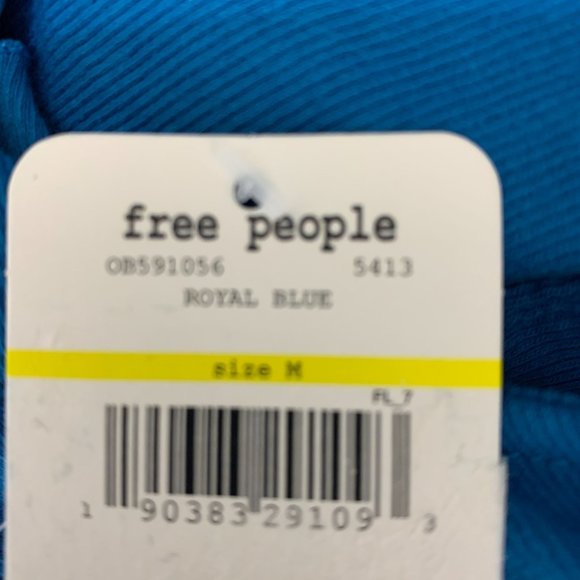 free people
OB591056 5413
ROYAL BLUE
size M
FL_7
1 90383 29109 3